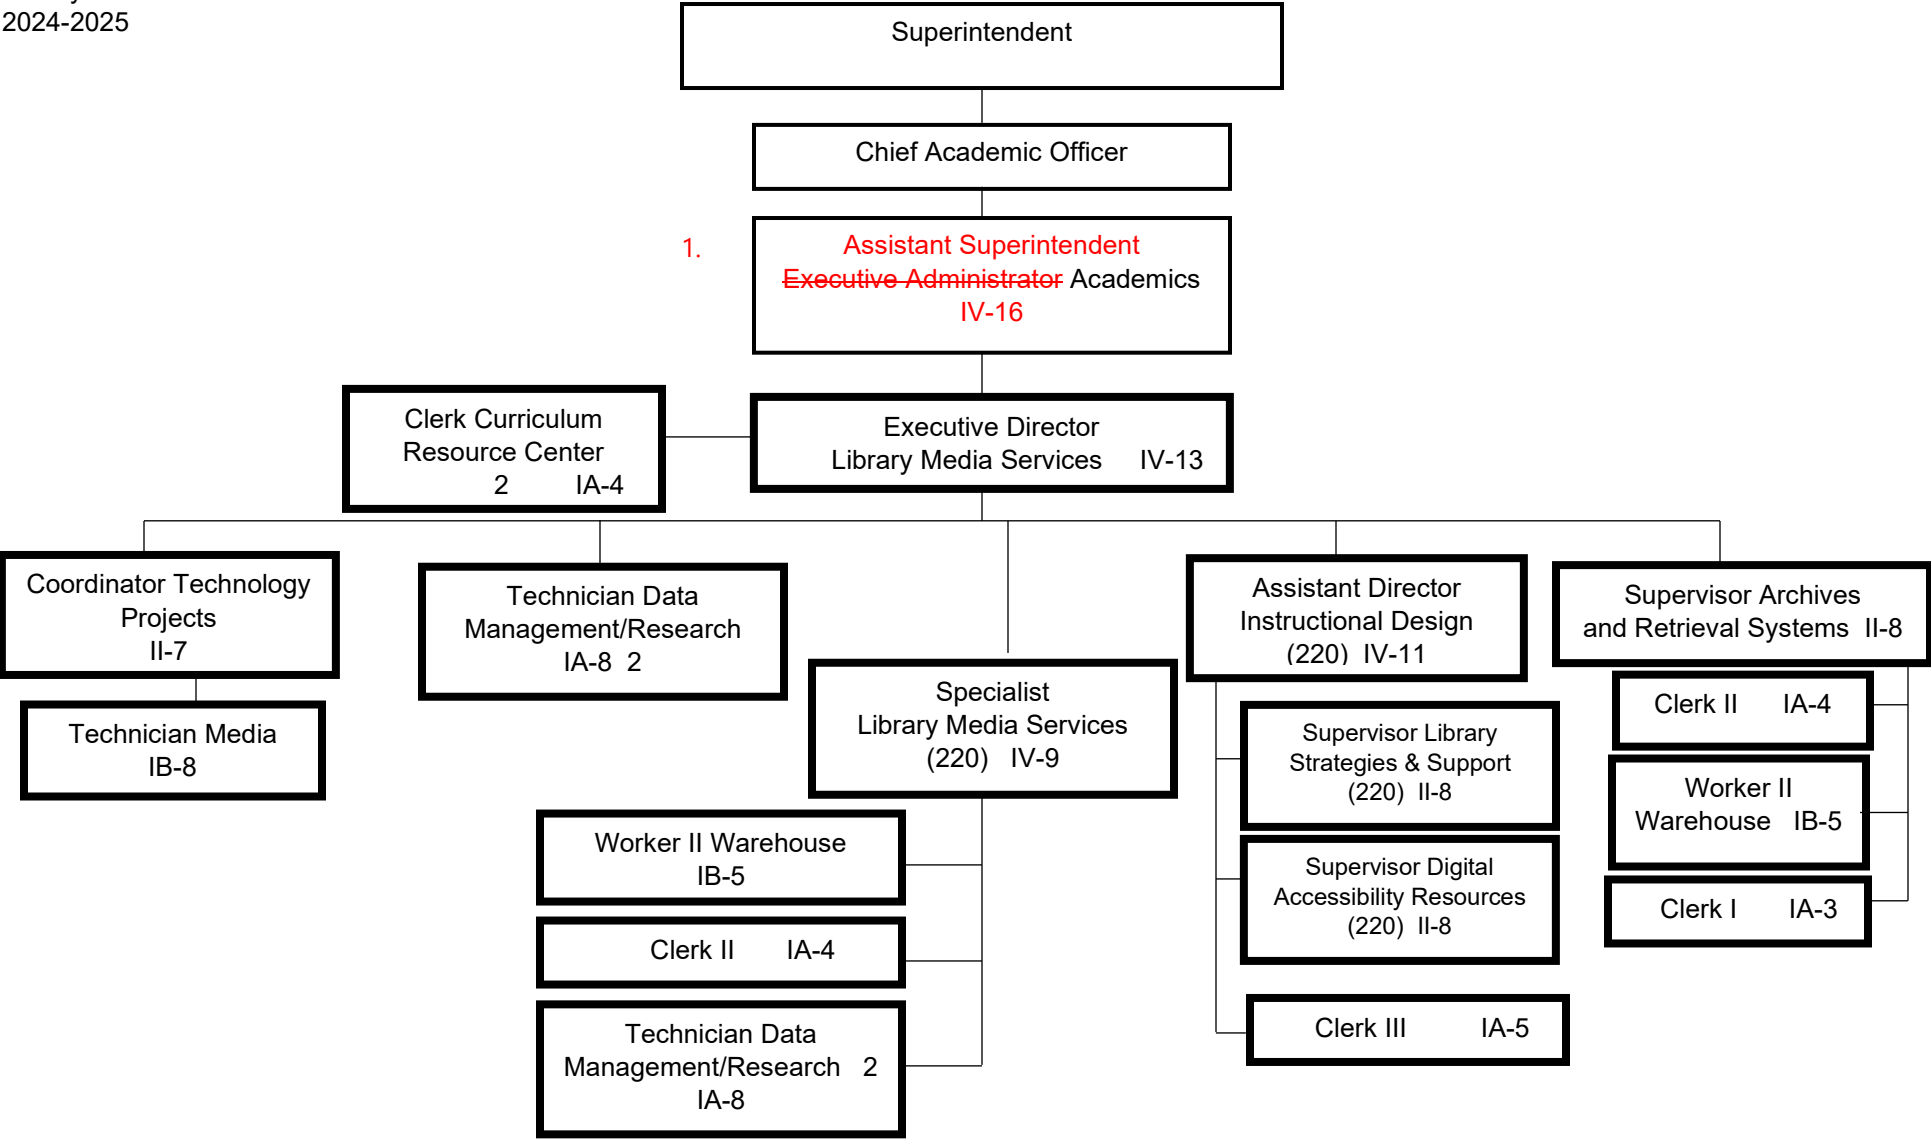 2024-2025
Superintendent
Chief Academic Officer
1.
Assistant Superintendent
Executive Administrator Academics
IV-16
Clerk Curriculum
Resource Center
2 IA-4
Executive Director
Library Media Services IV-13
Coordinator Technology
Projects
II-7
Technician Media
IB-8
Technician Data
Management/Research
IA-8 2
Specialist
Library Media Services
(220) IV-9
Worker II Warehouse
IB-5
Clerk II IA-4
Technician Data
Management/Research 2
IA-8
Assistant Director
Instructional Design
(220) IV-11
Supervisor Library
Strategies & Support
(220) II-8
Supervisor Digital
Accessibility Resources
(220) II-8
Clerk III IA-5
Supervisor Archives
and Retrieval Systems II-8
Clerk II IA-4
Worker II
Warehouse IB-5
Clerk I IA-3